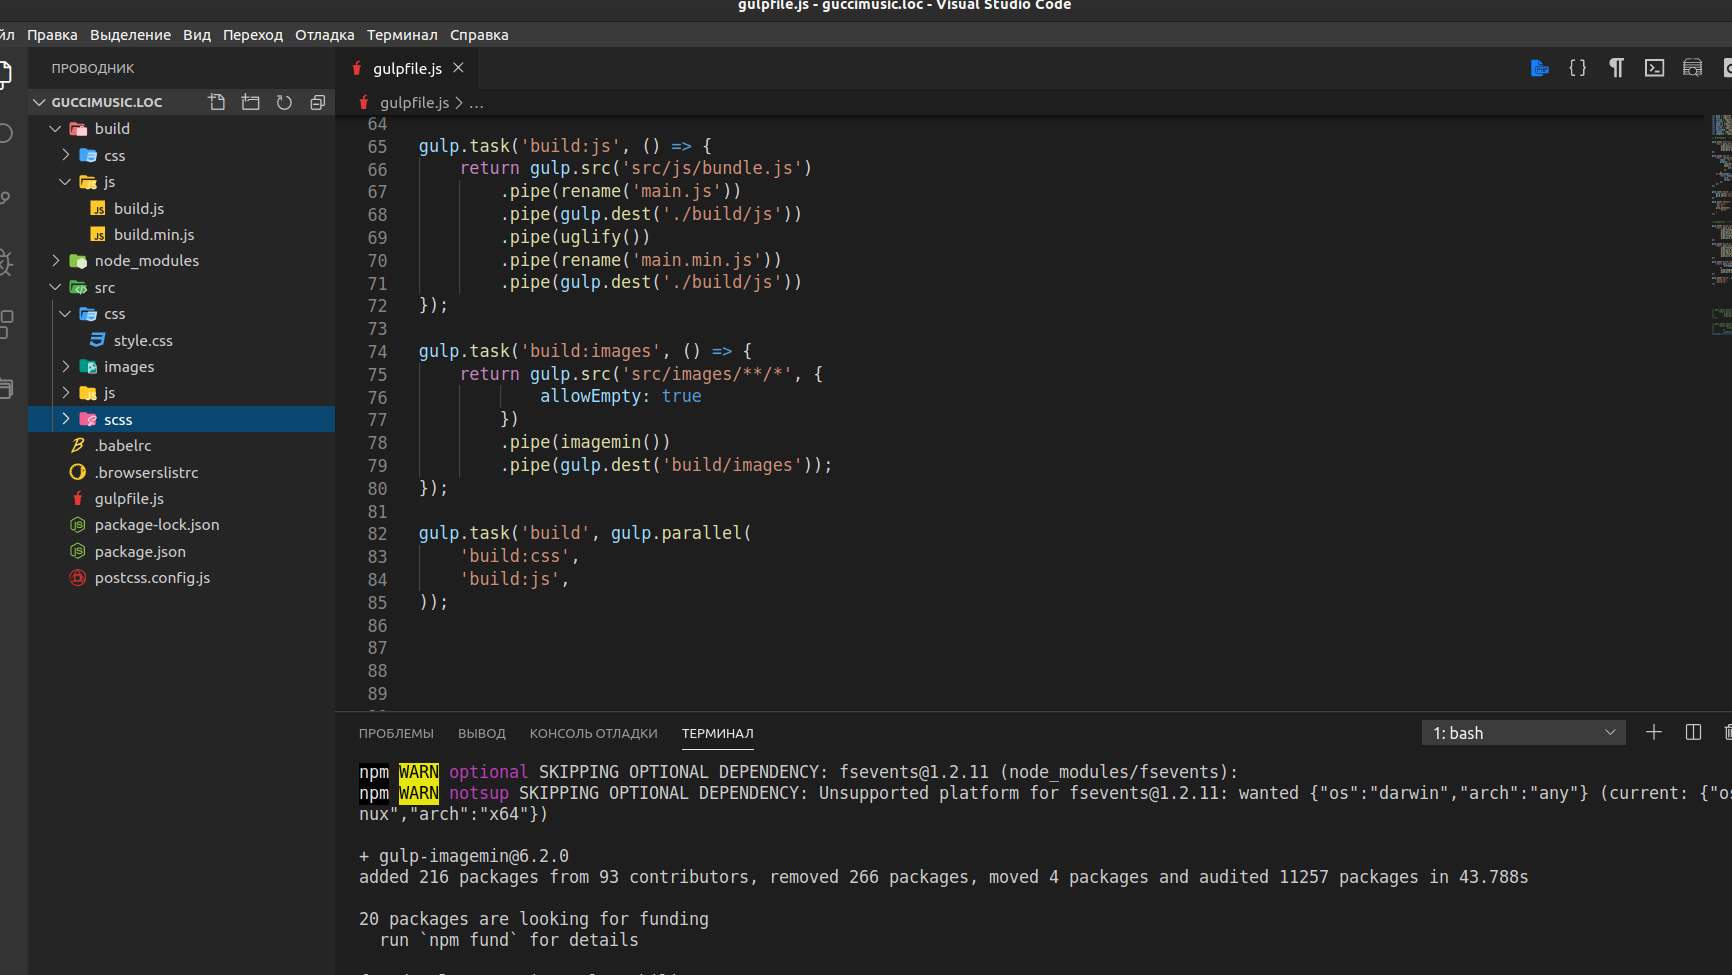 gulpfile.js - guccimusic.loc - Visual Studio Code
йл Правка Выделение Вид Переход Отладка Терминал Справка
ПРОВОДНИК
GUCCIMUSIC.LOC
build
css
js
build.js
build.min.js
node_modules
src
css
style.css
images
js
scss
.babelrc
.browserslistrc
gulpfile.js
package-lock.json
package.json
postcss.config.js
gulpfile.js
gulpfile.js > ...
64
65 gulp.task('build:js', () => {
66     return gulp.src('src/js/bundle.js')
67         .pipe(rename('main.js'))
68         .pipe(gulp.dest('./build/js'))
69         .pipe(uglify())
70         .pipe(rename('main.min.js'))
71         .pipe(gulp.dest('./build/js'))
72 });
73
74 gulp.task('build:images', () => {
75     return gulp.src('src/images/**/*', {
76             allowEmpty: true
77         })
78         .pipe(imagemin())
79         .pipe(gulp.dest('build/images'));
80 });
81
82 gulp.task('build', gulp.parallel(
83     'build:css',
84     'build:js',
85 ));
86
87
88
89
ПРОБЛЕМЫ ВЫВОД КОНСОЛЬ ОТЛАДКИ ТЕРМИНАЛ
1: bash
npm WARN optional SKIPPING OPTIONAL DEPENDENCY: fsevents@1.2.11 (node_modules/fsevents):
npm WARN notsup SKIPPING OPTIONAL DEPENDENCY: Unsupported platform for fsevents@1.2.11: wanted {"os":"darwin","arch":"any"} (current: {"os
nux","arch":"x64"})
+ gulp-imagemin@6.2.0
added 216 packages from 93 contributors, removed 266 packages, moved 4 packages and audited 11257 packages in 43.788s
20 packages are looking for funding
  run `npm fund` for details